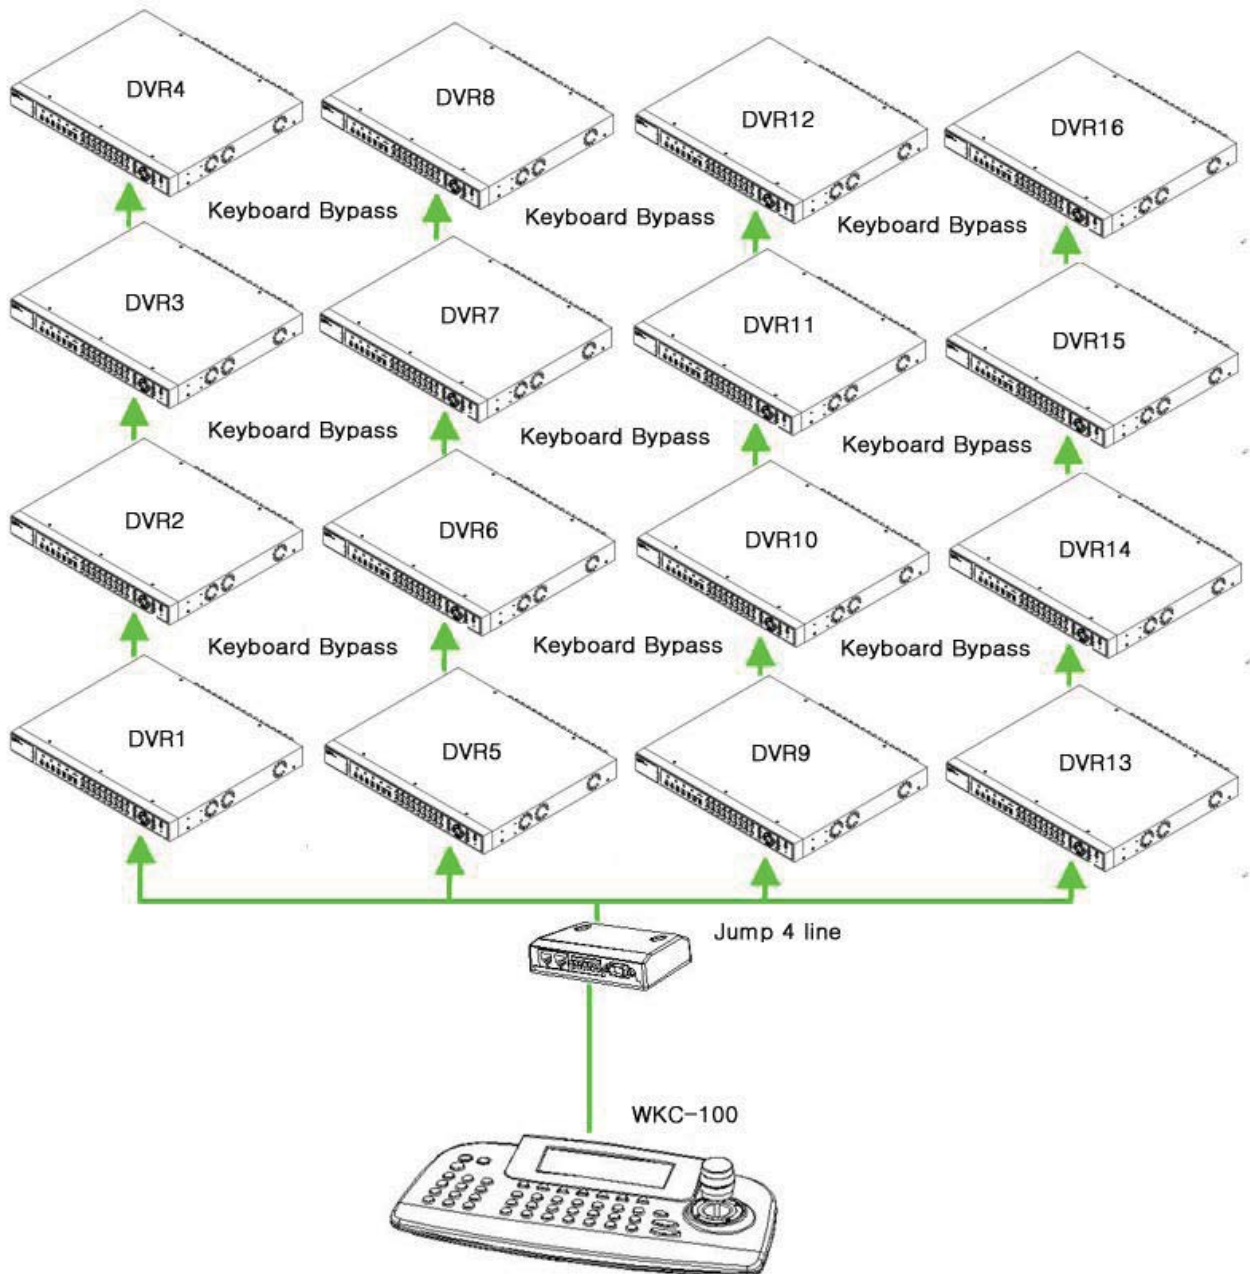 DVR4
DVR8
DVR12
DVR16
Keyboard Bypass
Keyboard Bypass
Keyboard Bypass
DVR3
DVR7
DVR11
DVR15
Keyboard Bypass
Keyboard Bypass
Keyboard Bypass
DVR2
DVR6
DVR10
DVR14
Keyboard Bypass
Keyboard Bypass
Keyboard Bypass
DVR1
DVR5
DVR9
DVR13
Jump 4 line
WKC-100